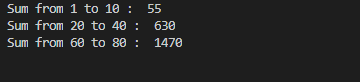 Sum from 1 to 10 :  55
Sum from 20 to 40 :  630
Sum from 60 to 80 :  1470